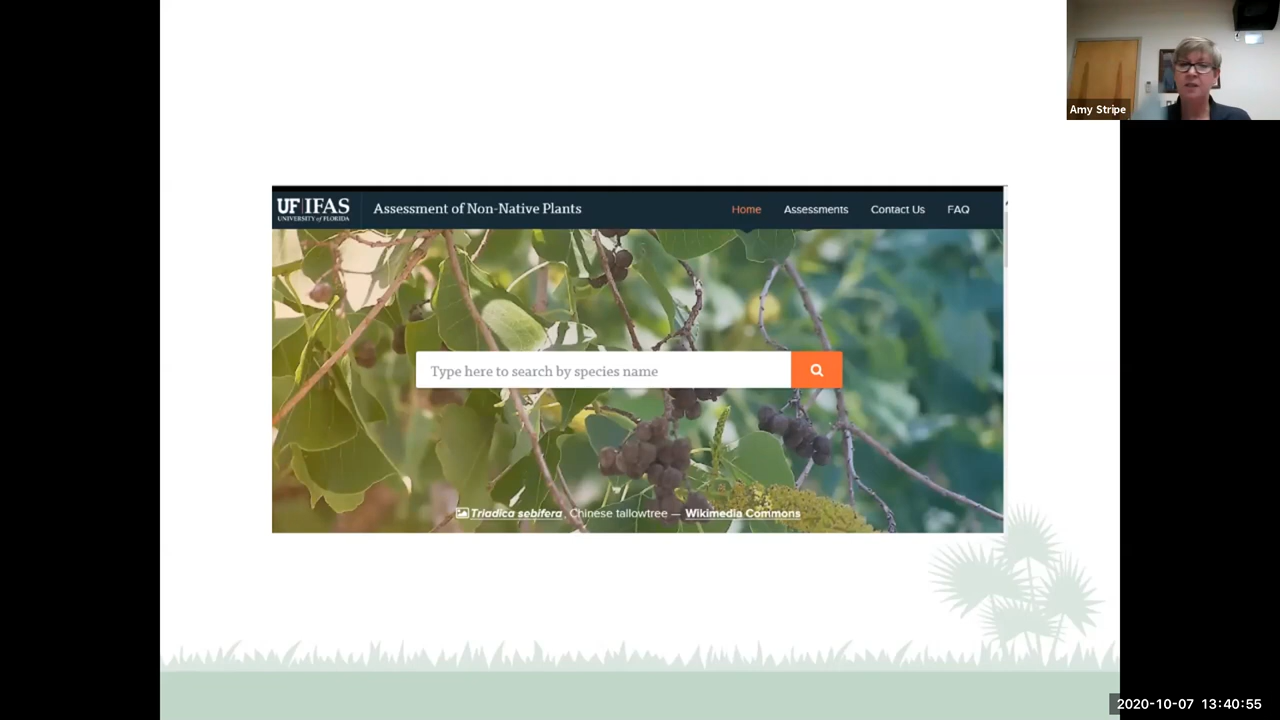 Amy Stripe
UF|IFAS
UNIVERSITY of FLORIDA
Assessment of Non-Native Plants
Home
Assessments
Contact Us
FAQ
Type here to search by species name
Triadica sebifera, Chinese tallowtree — Wikimedia Commons
2020-10-07 13:40:55